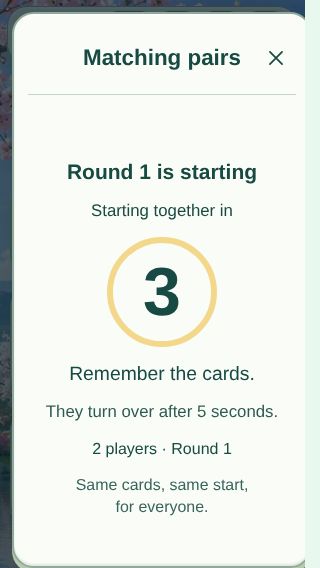 Matching pairs
Round 1 is starting
Starting together in
3
Remember the cards.
They turn over after 5 seconds.
2 players · Round 1
Same cards, same start,
for everyone.